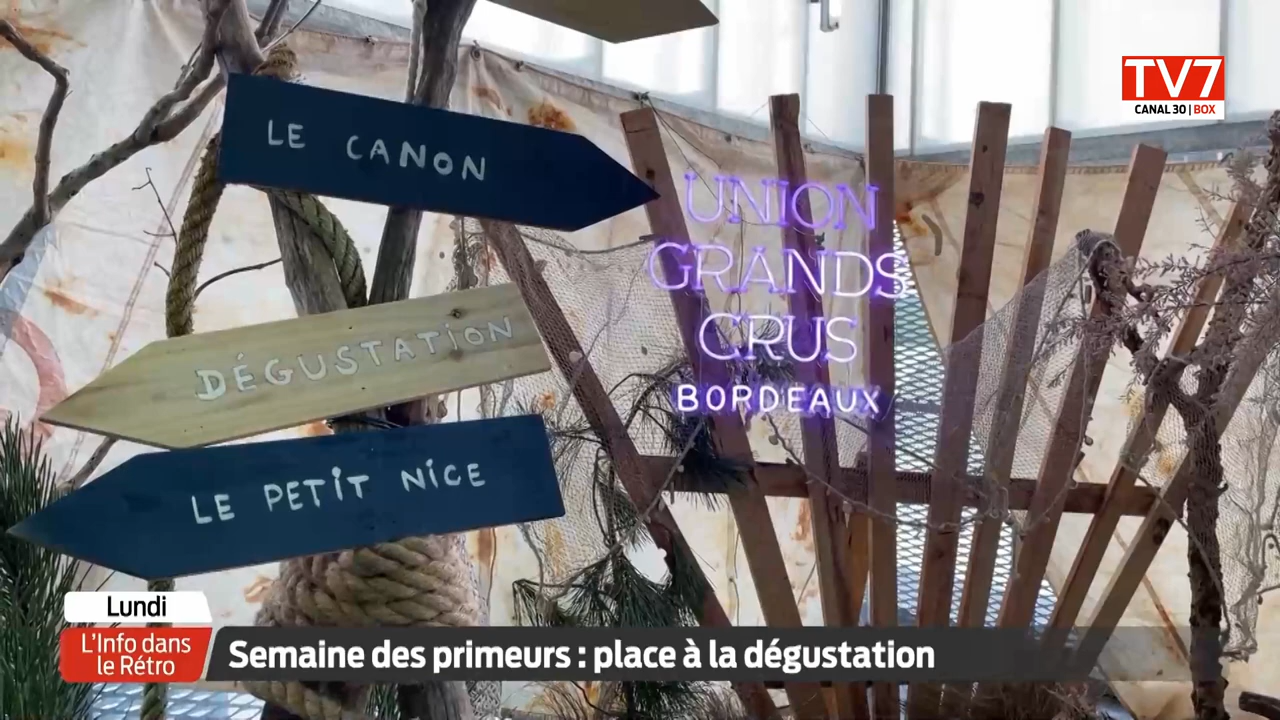 TV7
CANAL 30 | BOX
LE CANON
DÉGUSTATION
LE PETIT NICE
UNION
GRANDS
CRUS
BORDEAUX
Lundi
L'Info dans
le Rétro
Semaine des primeurs : place à la dégustation